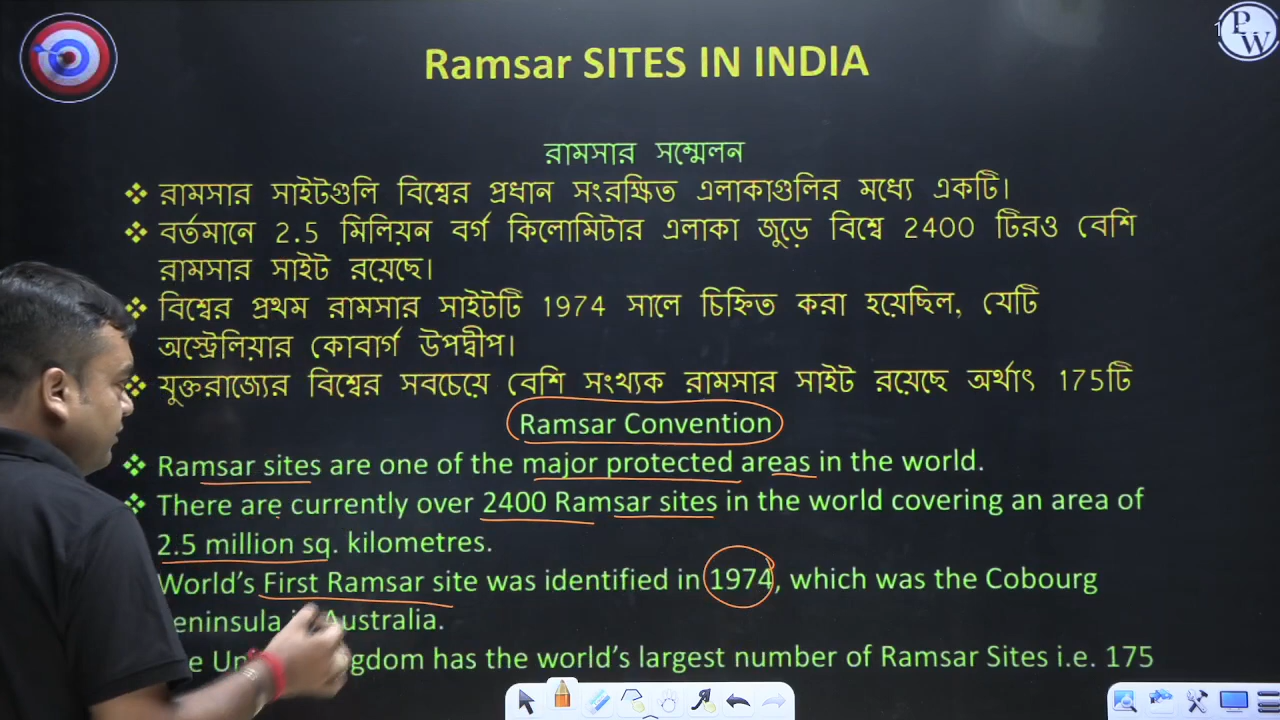 PW
Ramsar SITES IN INDIA
রামসার সম্মেলন
❖ রামসার সাইটগুলি বিশ্বের প্রধান সংরক্ষিত এলাকাগুলির মধ্যে একটি।
❖ বর্তমানে 2.5 মিলিয়ন বর্গ কিলোমিটার এলাকা জুড়ে বিশ্বে 2400 টিরও বেশি
রামসার সাইট রয়েছে।
❖ বিশ্বের প্রথম রামসার সাইটটি 1974 সালে চিহ্নিত করা হয়েছিল, যেটি
অস্ট্রেলিয়ার কোবার্গ উপদ্বীপ।
❖ যুক্তরাজ্যের বিশ্বের সবচেয়ে বেশি সংখ্যক রামসার সাইট রয়েছে অর্থাৎ 175টি
Ramsar Convention
❖ Ramsar sites are one of the major protected areas in the world.
❖ There are currently over 2400 Ramsar sites in the world covering an area of
2.5 million sq. kilometres.
World's First Ramsar site was identified in 1974, which was the Cobourg
eninsula Australia.
has the world's largest number of Ramsar Sites i.e. 175